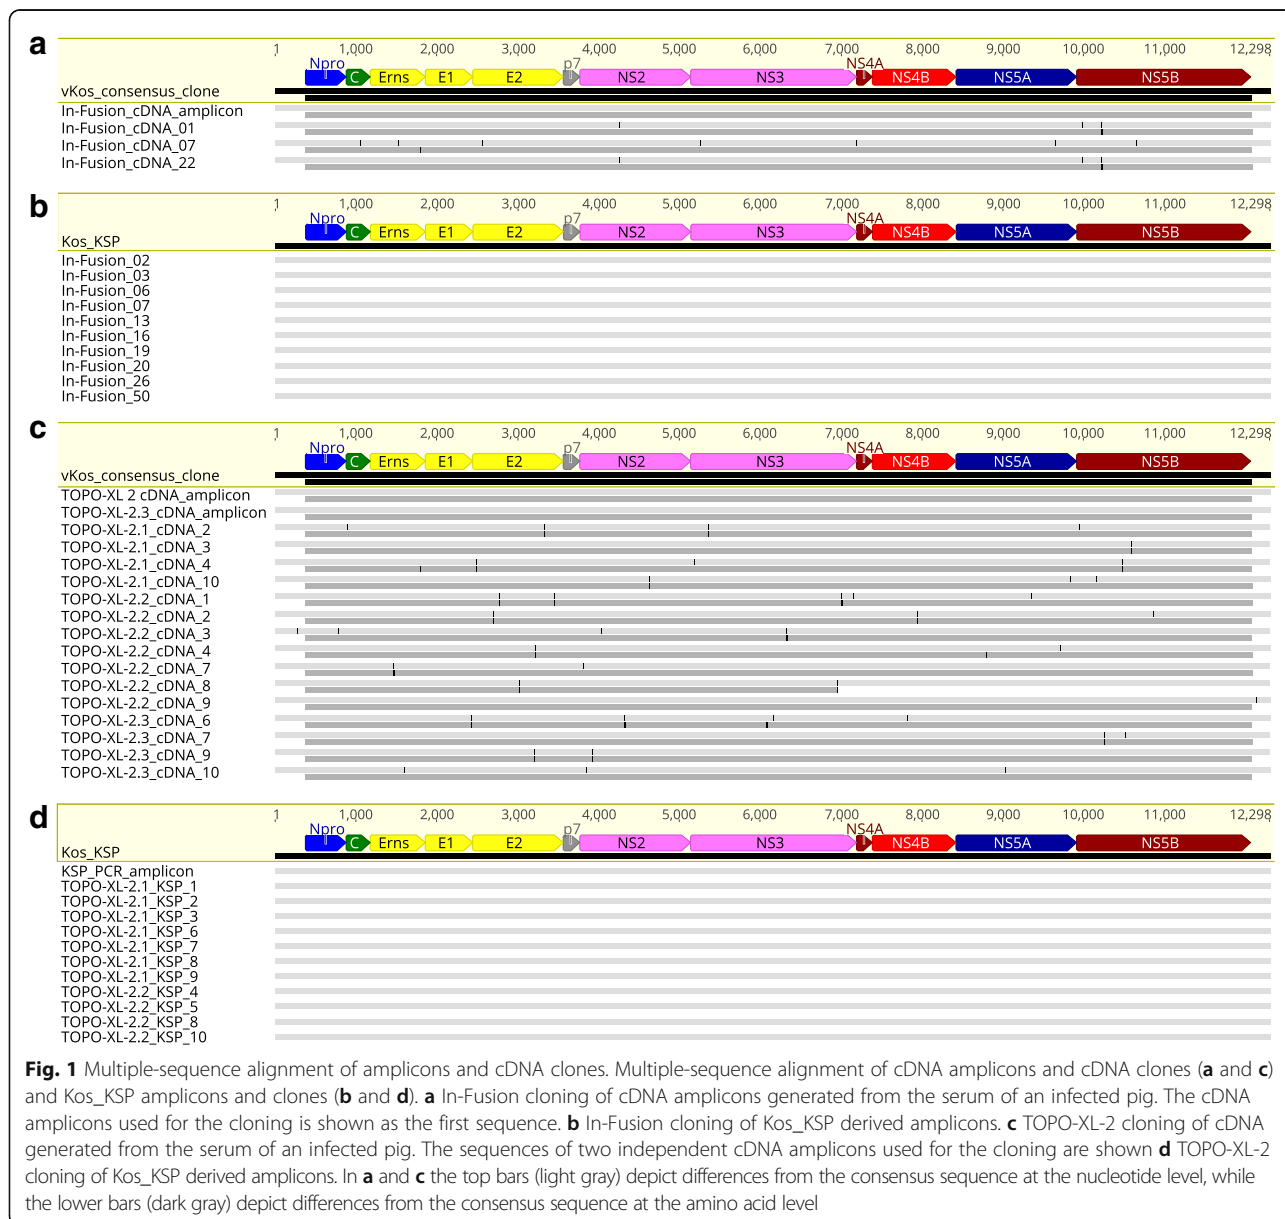 a
1 1,000 2,000 3,000 4,000 5,000 6,000 7,000 8,000 9,000 10,000 11,000 12,298
Npro p7 NS4A
C Erns E1 E2 NS2 NS3 NS4B NS5A NS5B
vKos_consensus_clone
In-Fusion_cDNA_amplicon
In-Fusion_cDNA_01
In-Fusion_cDNA_07
In-Fusion_cDNA_22
b
1 1,000 2,000 3,000 4,000 5,000 6,000 7,000 8,000 9,000 10,000 11,000 12,298
Npro p7 NS4A
C Erns E1 E2 NS2 NS3 NS4B NS5A NS5B
Kos_KSP
In-Fusion_02
In-Fusion_03
In-Fusion_06
In-Fusion_07
In-Fusion_13
In-Fusion_16
In-Fusion_19
In-Fusion_20
In-Fusion_26
In-Fusion_50
c
1 1,000 2,000 3,000 4,000 5,000 6,000 7,000 8,000 9,000 10,000 11,000 12,298
Npro p7 NS4A
C Erns E1 E2 NS2 NS3 NS4B NS5A NS5B
vKos_consensus_clone
TOPO-XL 2 cDNA_amplicon
TOPO-XL-2.3_cDNA_amplicon
TOPO-XL-2.1_cDNA_2
TOPO-XL-2.1_cDNA_3
TOPO-XL-2.1_cDNA_4
TOPO-XL-2.1_cDNA_10
TOPO-XL-2.2_cDNA_1
TOPO-XL-2.2_cDNA_2
TOPO-XL-2.2_cDNA_3
TOPO-XL-2.2_cDNA_4
TOPO-XL-2.2_cDNA_7
TOPO-XL-2.2_cDNA_8
TOPO-XL-2.2_cDNA_9
TOPO-XL-2.3_cDNA_6
TOPO-XL-2.3_cDNA_7
TOPO-XL-2.3_cDNA_9
TOPO-XL-2.3_cDNA_10
d
1 1,000 2,000 3,000 4,000 5,000 6,000 7,000 8,000 9,000 10,000 11,000 12,298
Npro p7 NS4A
C Erns E1 E2 NS2 NS3 NS4B NS5A NS5B
Kos_KSP
KSP_PCR_amplicon
TOPO-XL-2.1_KSP_1
TOPO-XL-2.1_KSP_2
TOPO-XL-2.1_KSP_3
TOPO-XL-2.1_KSP_6
TOPO-XL-2.1_KSP_7
TOPO-XL-2.1_KSP_8
TOPO-XL-2.1_KSP_9
TOPO-XL-2.2_KSP_4
TOPO-XL-2.2_KSP_5
TOPO-XL-2.2_KSP_8
TOPO-XL-2.2_KSP_10
Fig. 1 Multiple-sequence alignment of amplicons and cDNA clones. Multiple-sequence alignment of cDNA amplicons and cDNA clones (a and c)
and Kos_KSP amplicons and clones (b and d). a In-Fusion cloning of cDNA amplicons generated from the serum of an infected pig. The cDNA
amplicons used for the cloning is shown as the first sequence. b In-Fusion cloning of Kos_KSP derived amplicons. c TOPO-XL-2 cloning of cDNA
generated from the serum of an infected pig. The sequences of two independent cDNA amplicons used for the cloning are shown d TOPO-XL-2
cloning of Kos_KSP derived amplicons. In a and c the top bars (light gray) depict differences from the consensus sequence at the nucleotide level, while
the lower bars (dark gray) depict differences from the consensus sequence at the amino acid level